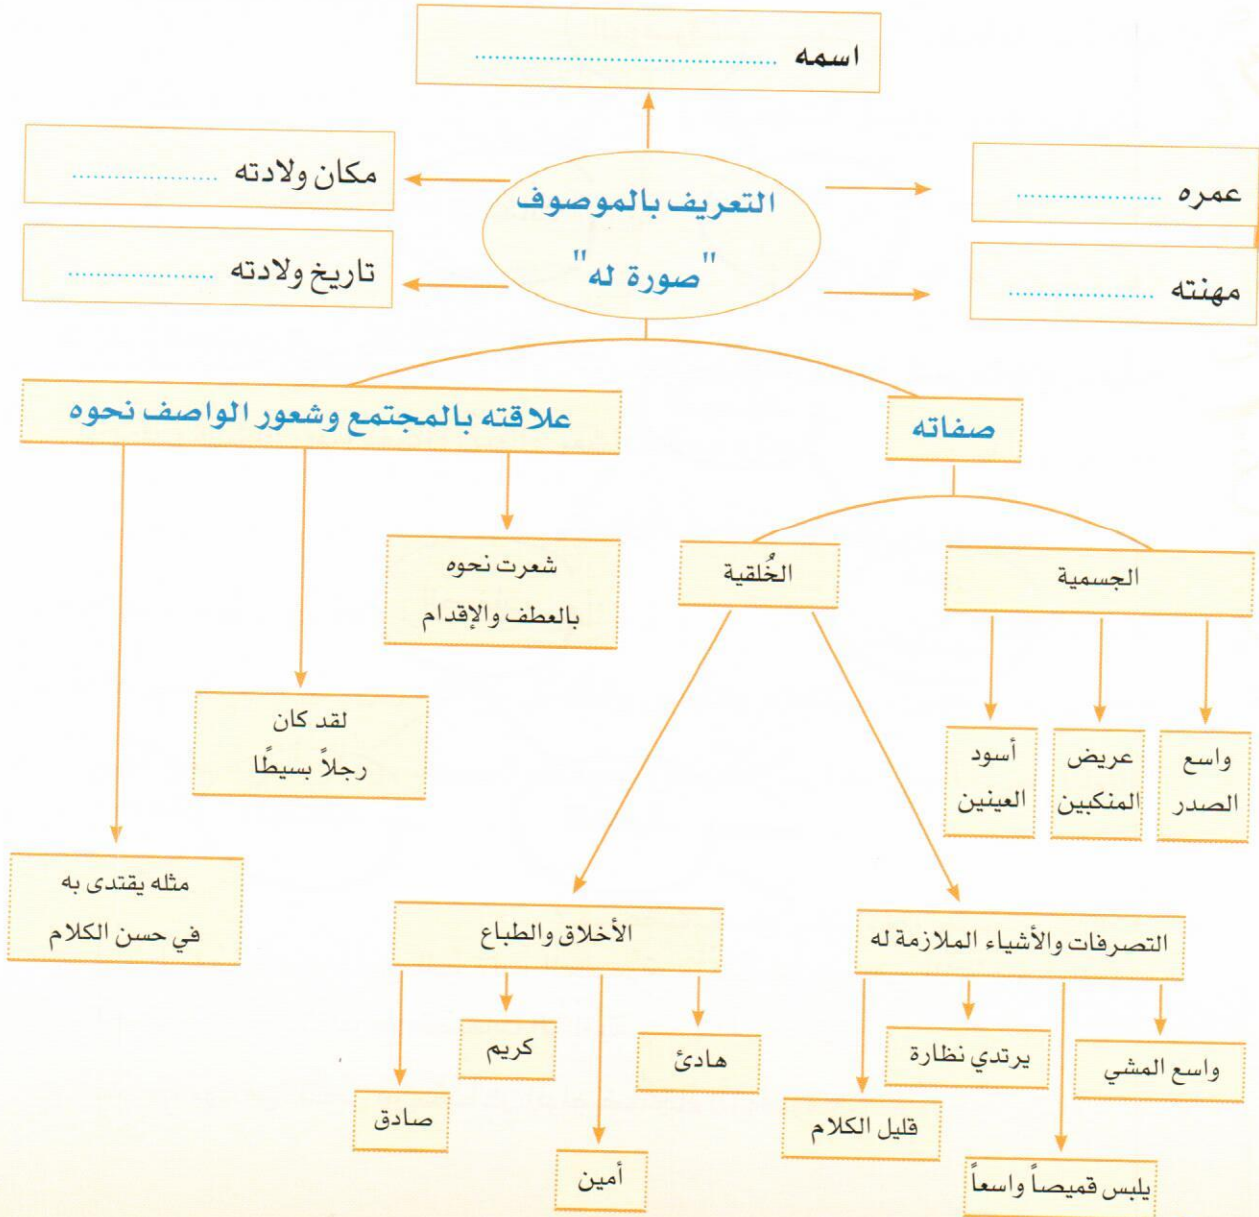 اسمه ..............................
عمره ..................
مكان ولادته ..................
التعريف بالموصوف
"صورة له"
مهنته ..................
تاريخ ولادته ..................
صفاته
علاقته بالمجتمع وشعور الواصف نحوه
الجسمية
الخُلقية
شعرت نحوه
بالعطف والإقدام
واسع
الصدر
عريض
المنكبين
أسود
العينين
لقد كان
رجلاً بسيطًا
مثله يقتدى به
في حسن الكلام
التصرفات والأشياء الملازمة له
الأخلاق والطباع
واسع المشي
يرتدي نظارة
يلبس قميصاً واسعاً
قليل الكلام
هادئ
كريم
أمين
صادق